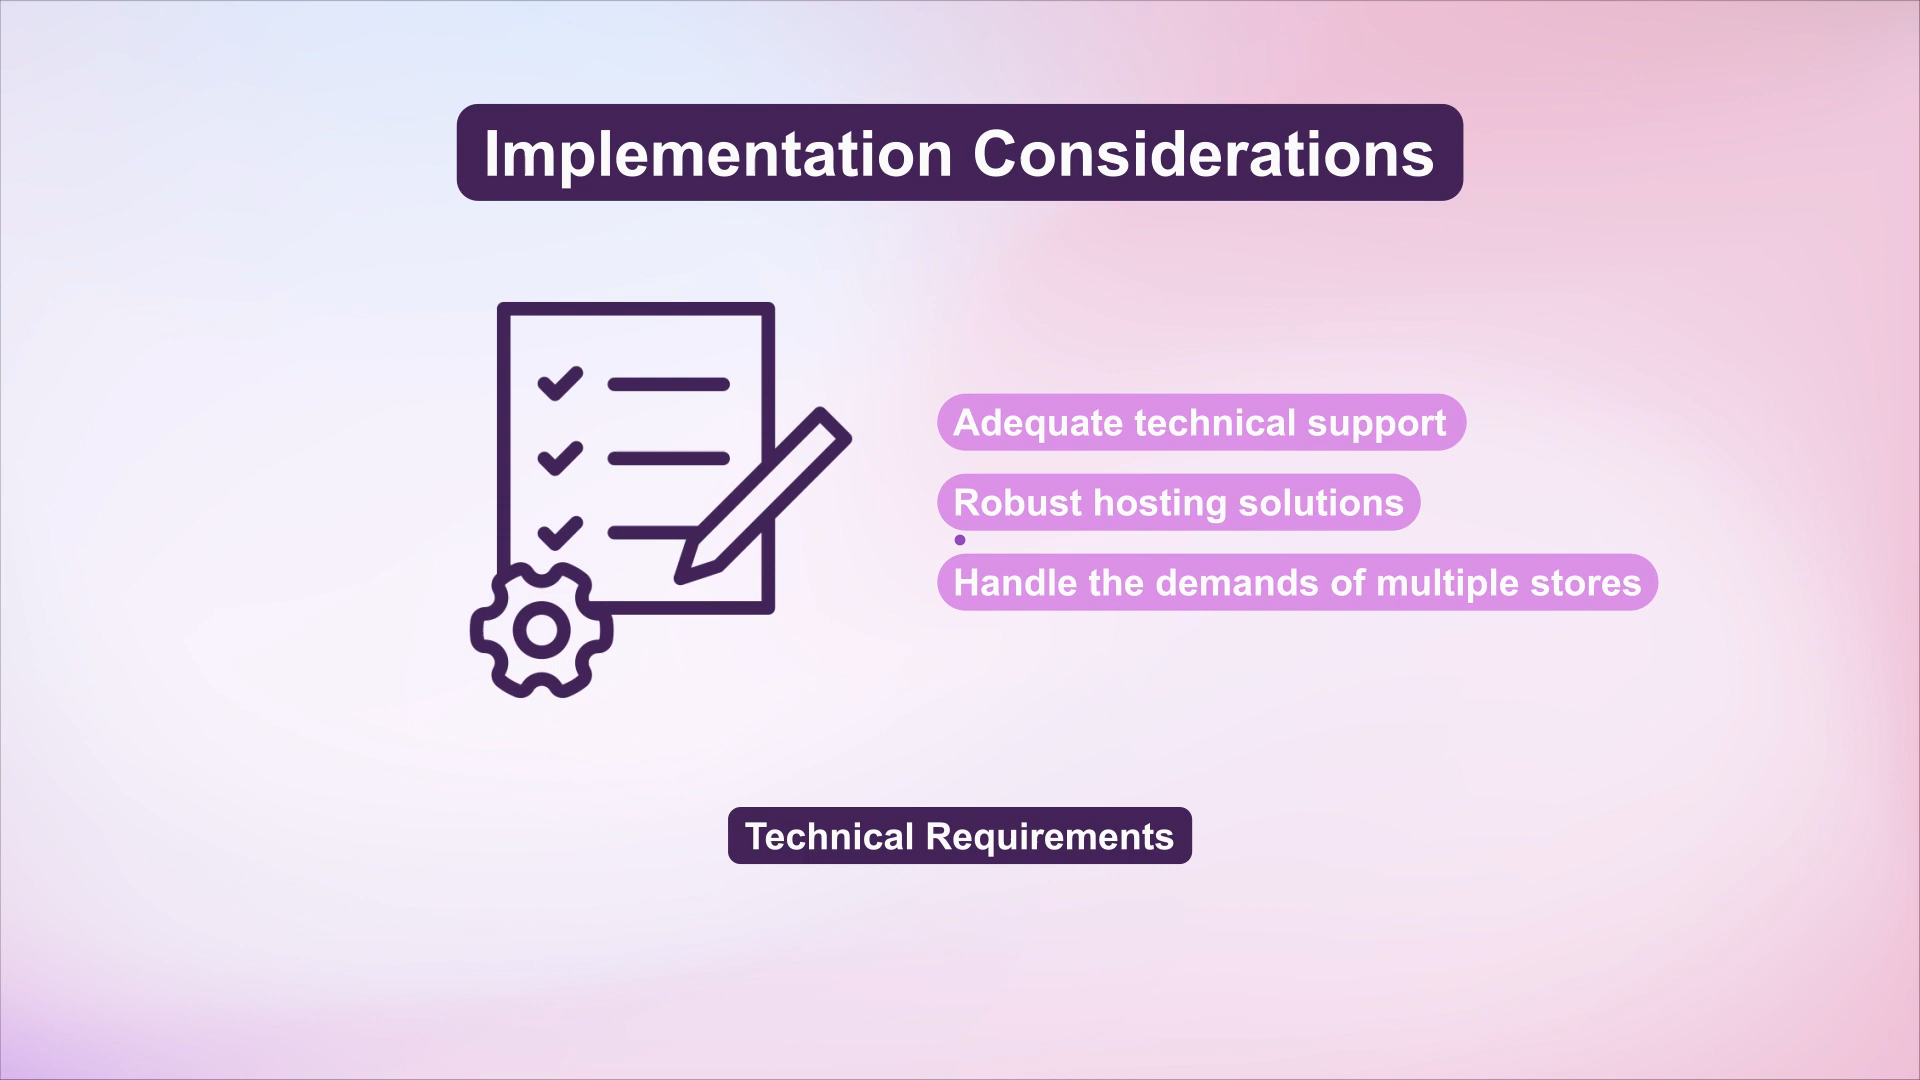 Implementation Considerations
Adequate technical support
Robust hosting solutions
Handle the demands of multiple stores
Technical Requirements